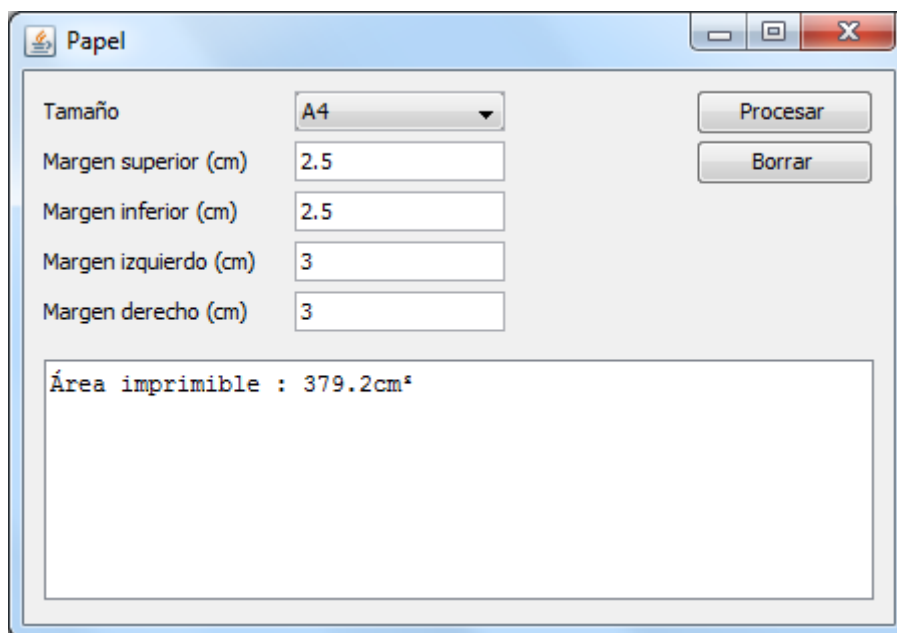 Papel
Tamaño A4 Procesar
Margen superior (cm) 2.5 Borrar
Margen inferior (cm) 2.5
Margen izquierdo (cm) 3
Margen derecho (cm) 3
Área imprimible : 379.2cm²